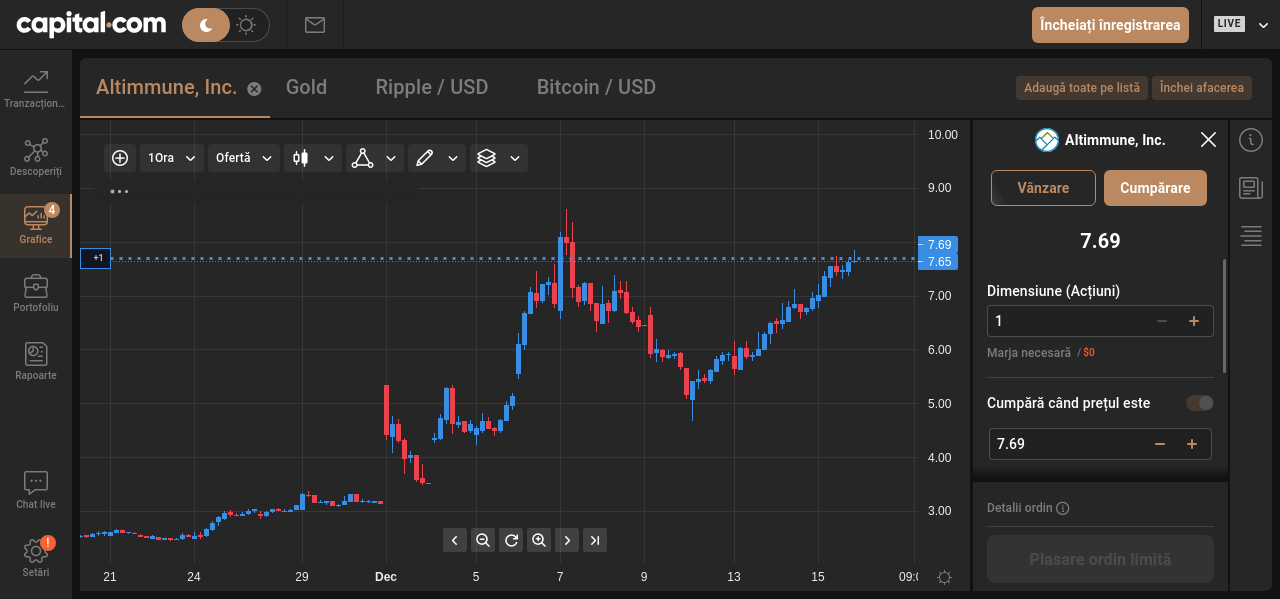 capital.com
Încheiați înregistrarea
LIVE
Tranzacțion...
Descoperiți
4
Grafice
Portofoliu
Rapoarte
Chat live
!
Setări
Altimmune, Inc.
Gold
Ripple / USD
Bitcoin / USD
Adaugă toate pe listă
Închei afacerea
1Ora
Ofertă
+1
10.00
9.00
7.69
7.65
7.00
6.00
5.00
4.00
3.00
21
24
29
Dec
5
7
9
13
15
09:0
Altimmune, Inc.
Vânzare
Cumpărare
7.69
Dimensiune (Acțiuni)
1
Marja necesară / $0
Cumpără când prețul este
7.69
Detalii ordin
Plasare ordin limită